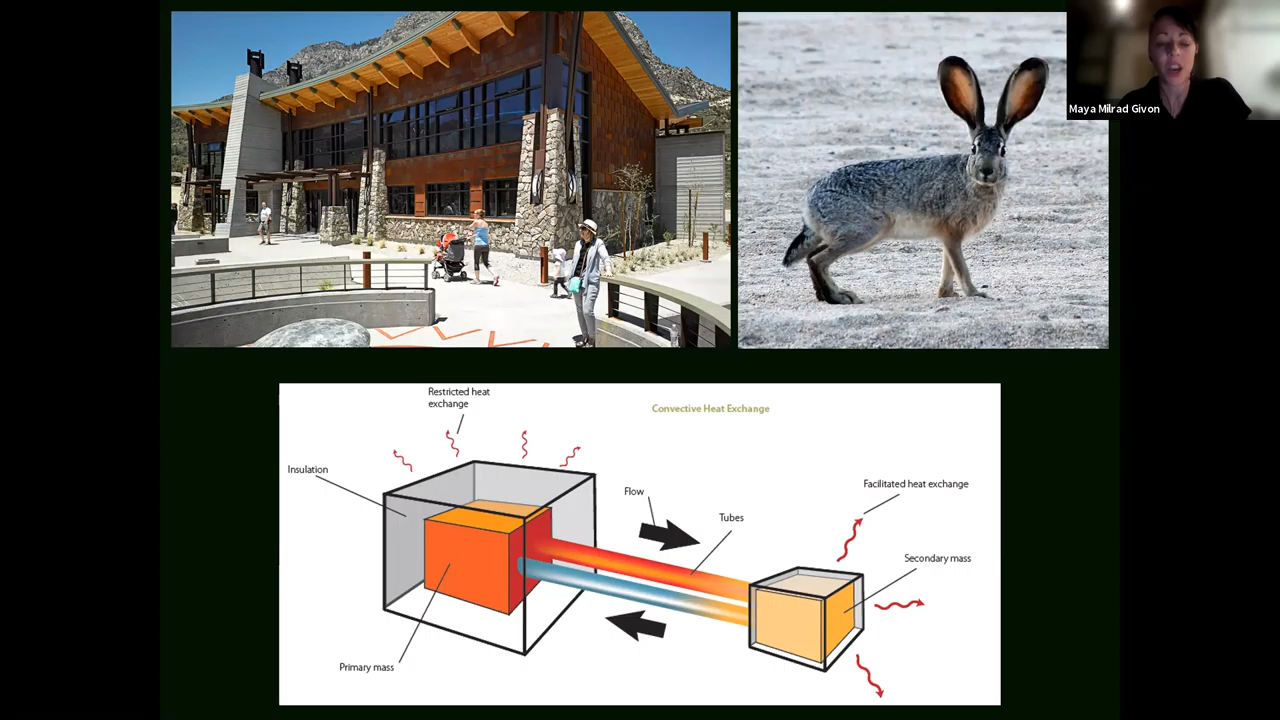 Maya Milrad Givon
Restricted heat
exchange
Convective Heat Exchange
Insulation
Flow
Facilitated heat exchange
Tubes
Secondary mass
Primary mass